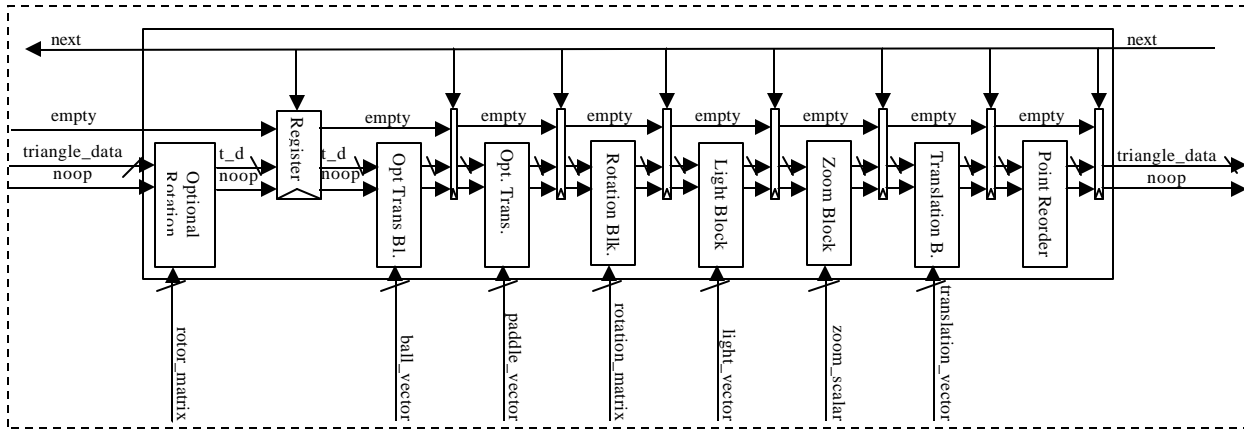 next
next
empty
empty
empty
empty
empty
empty
empty
empty
triangle_data
noop
t_d
noop
t_d
noop
triangle_data
noop
Optional
Rotation
Register
Opt Trans Bl.
Opt. Trans.
Rotation Blk.
Light Block
Zoom Block
Translation B.
Point Reorder
rotor_matrix
ball_vector
paddle_vector
rotation_matrix
light_vector
zoom_scalar
translation_vector